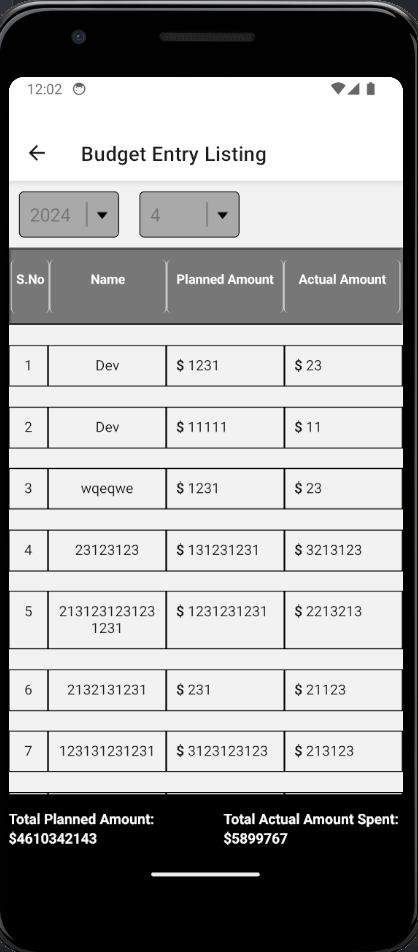 12:02
Budget Entry Listing
2024 4
S.No Name Planned Amount Actual Amount
1 Dev $ 1231 $ 23
2 Dev $ 11111 $ 11
3 wqeqwe $ 1231 $ 23
4 23123123 $ 131231231 $ 3213123
5 213123123123 $ 1231231231 $ 2213213
1231
6 2132131231 $ 231 $ 21123
7 123131231231 $ 3123123123 $ 213123
Total Planned Amount: Total Actual Amount Spent:
$4610342143 $5899767